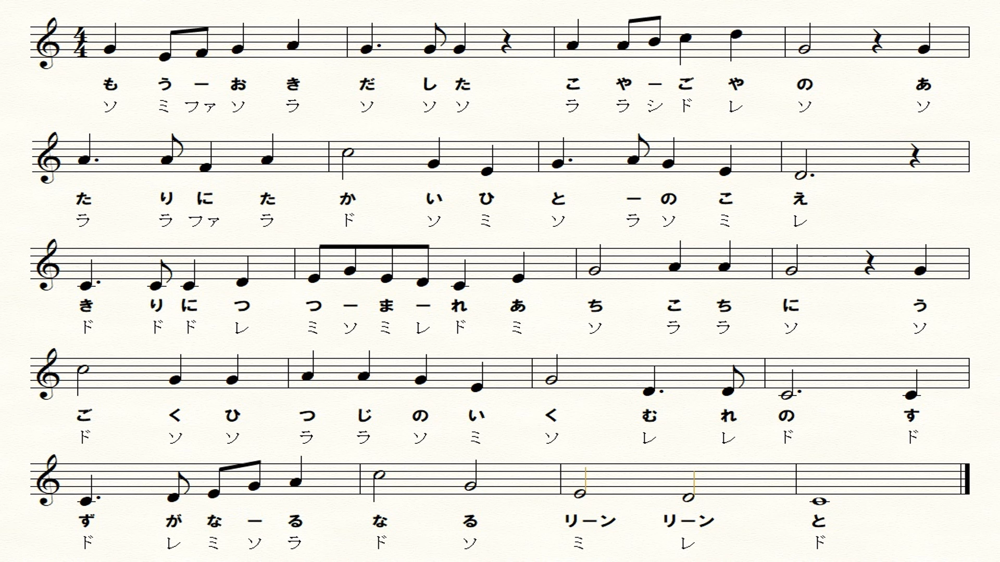 4/4
も う ー お き だ し た こ や ー ご や の あ
ソ ミ ファ ソ ラ ソ ソ ソ ラ ラ シ ド レ ソ ソ
た り に た か い ひ と ー の こ え
ラ ラ ファ ラ ド ソ ミ ソ ラ ソ ミ レ
き り に つ つ ー ま ー れ あ ち こ ち に う
ド ド ド レ ミ ソ ミ レ ド ミ ソ ラ ラ ソ ソ
ご く ひ つ じ の い く む れ の す
ド ソ ソ ラ ラ ソ ミ ソ レ レ ド ド
ず が な ー る な る リーン リーン と
ド レ ミ ソ ラ ド ソ ミ レ ド